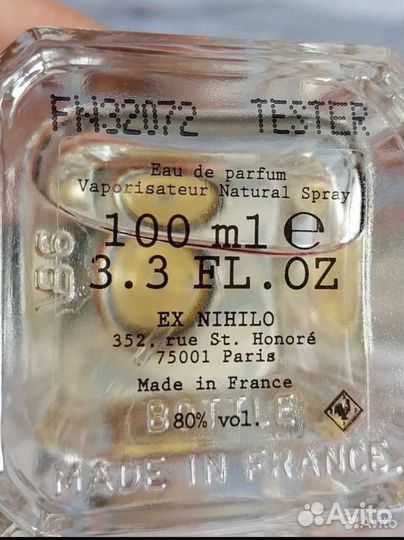 FH32072 TESTER
Eau de parfum
Vaporisateur Natural Spray
100 ml e
3.3 FL.OZ
EX NIHILO
352, rue St. Honoré
75001 Paris
Made in France
BOTTLE
80% vol.
MADE IN FRANCE.
Avito